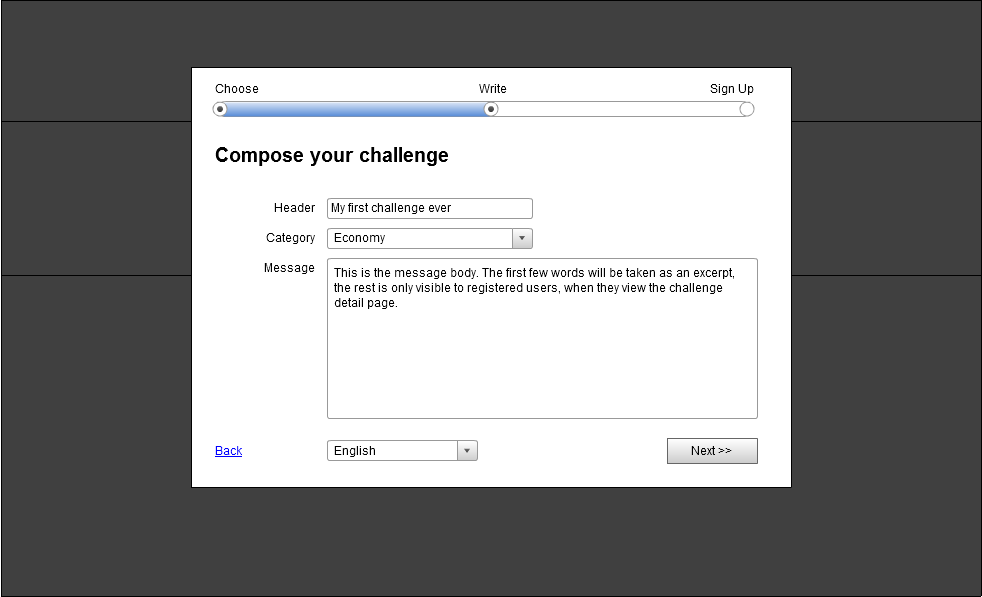 Choose Write Sign Up
Compose your challenge
Header My first challenge ever
Category Economy
Message This is the message body. The first few words will be taken as an excerpt,
the rest is only visible to registered users, when they view the challenge
detail page.
Back English Next >>